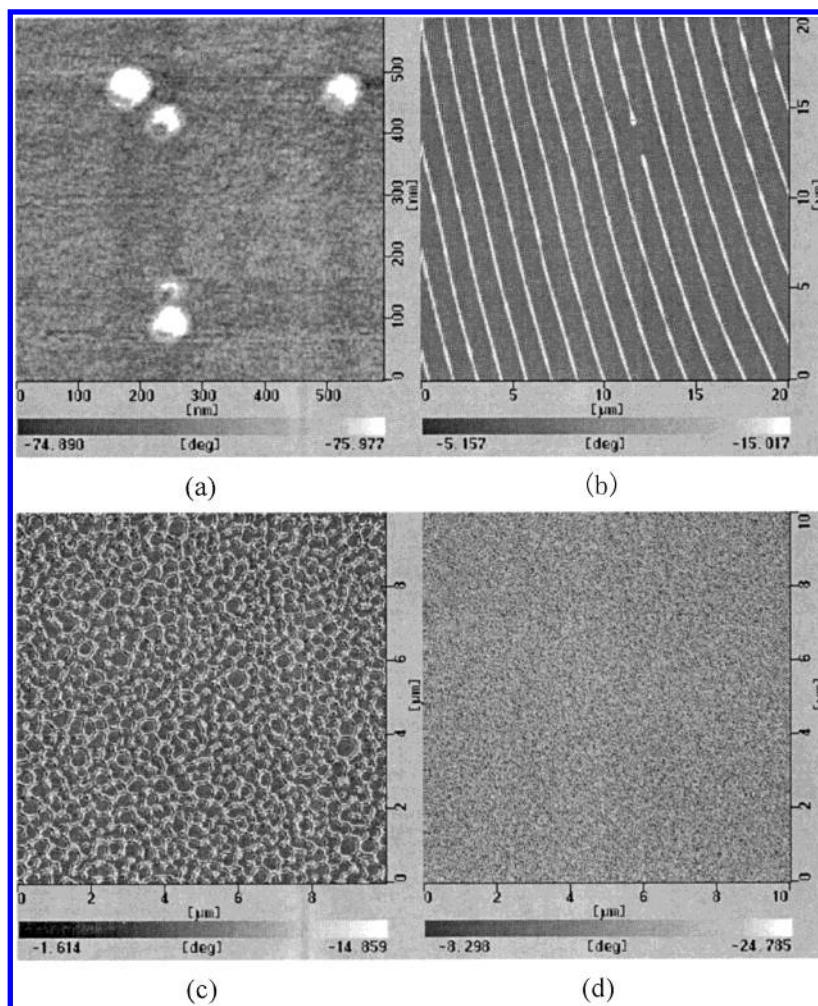 500
400
300
200
100
0
[nm]
0 100 200 300 400 500
[nm]
-74.890 [deg] -75.977
(a)
20
15
10
5
0
[μm]
0 5 10 15 20
[μm]
-5.157 [deg] -15.017
(b)
8
6
4
2
0
[μm]
0 2 4 6 8
[μm]
-1.614 [deg] -14.859
(c)
10
8
6
4
2
0
[μm]
0 2 4 6 8 10
[μm]
-8.298 [deg] -24.785
(d)